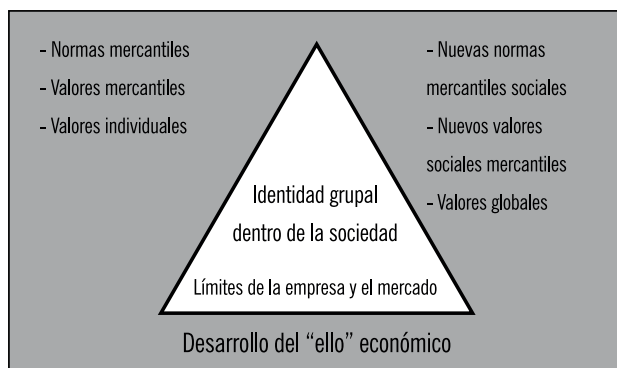 - Normas mercantiles
- Valores mercantiles
- Valores individuales
- Nuevas normas
mercantiles sociales
- Nuevos valores
sociales mercantiles
- Valores globales
Identidad grupal
dentro de la sociedad
Límites de la empresa y el mercado
Desarrollo del “ello” económico